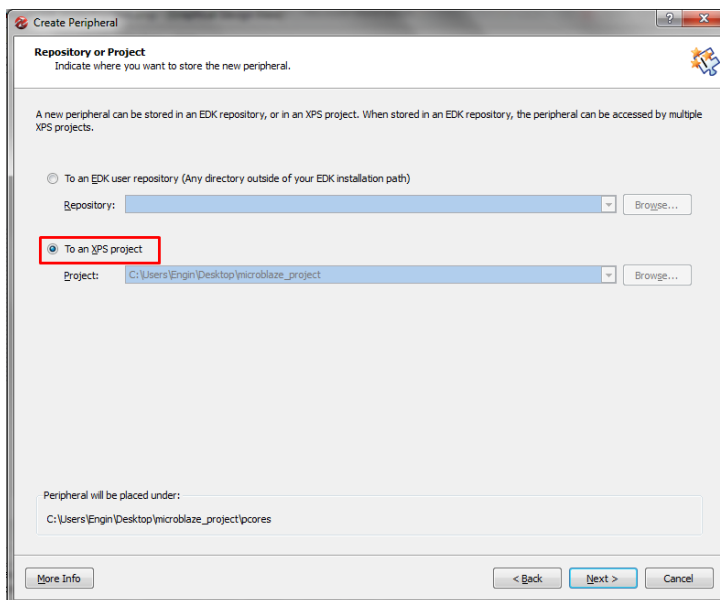 Create Peripheral
Repository or Project
Indicate where you want to store the new peripheral.
A new peripheral can be stored in an EDK repository, or in an XPS project. When stored in an EDK repository, the peripheral can be accessed by multiple
XPS projects.
To an EDK user repository (Any directory outside of your EDK installation path)
Repository: Browse...
To an XPS project
Project: C:\Users\Engin\Desktop\microblaze_project Browse...
Peripheral will be placed under:
C:\Users\Engin\Desktop\microblaze_project\pcores
More Info < Back Next > Cancel